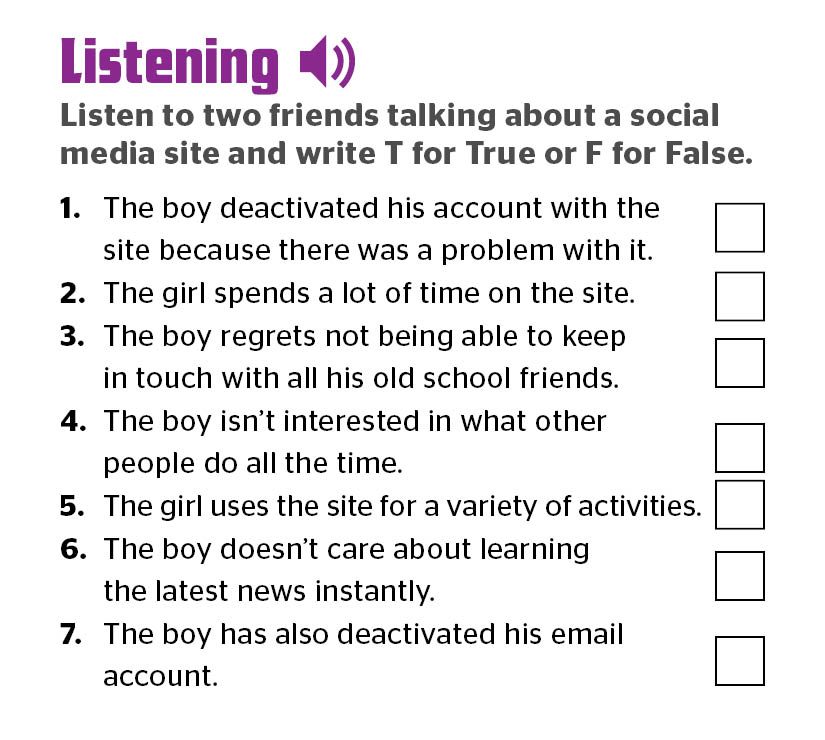 Listening
Listen to two friends talking about a social
media site and write T for True or F for False.
1. The boy deactivated his account with the
site because there was a problem with it.
2. The girl spends a lot of time on the site.
3. The boy regrets not being able to keep
in touch with all his old school friends.
4. The boy isn’t interested in what other
people do all the time.
5. The girl uses the site for a variety of activities.
6. The boy doesn’t care about learning
the latest news instantly.
7. The boy has also deactivated his email
account.